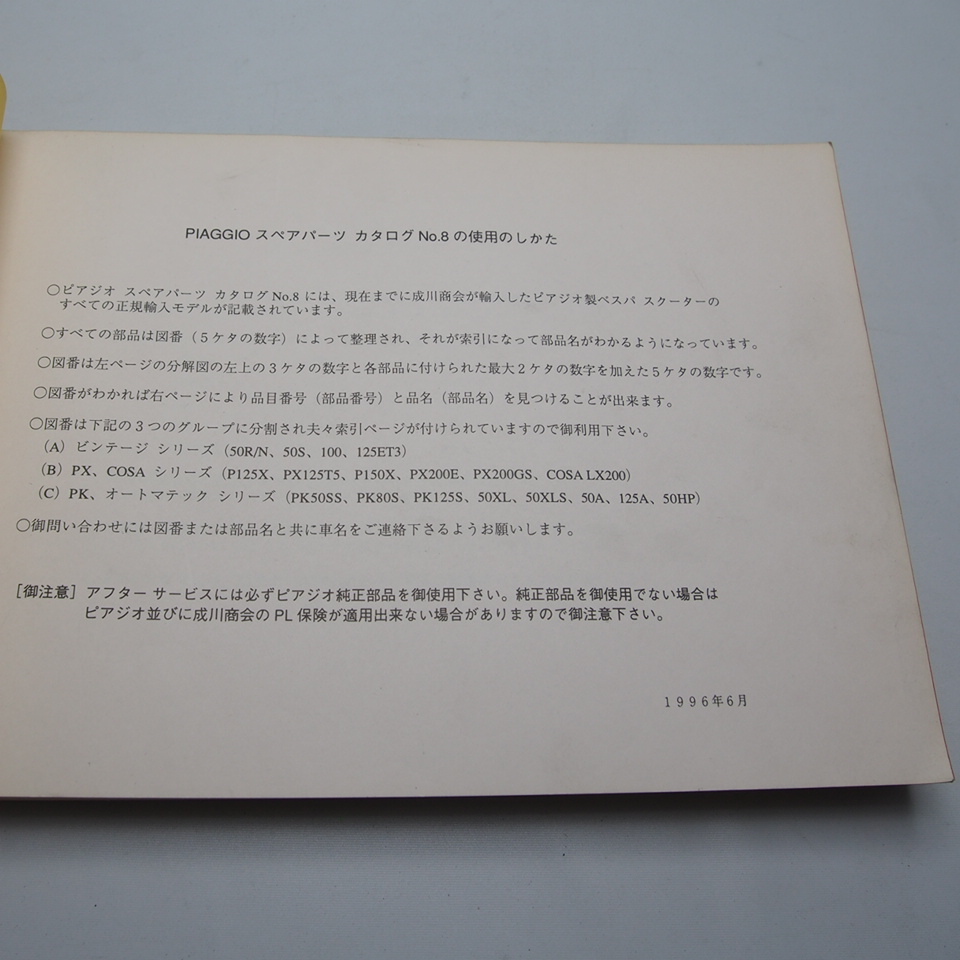 PIAGGIO スペアパーツ カタログ No.8 の使用のしかた
○ピアジオ スペアパーツ カタログ No.8 には、現在までに成川商会が輸入したピアジオ製ベスパ スクーターの
すべての正規輸入モデルが記載されています。
○すべての部品は図番（５ケタの数字）によって整理され、それが索引になって部品名がわかるようになっています。
○図番は左ページの分解図の左上の３ケタの数字と各部品に付けられた最大２ケタの数字を加えた５ケタの数字です。
○図番がわかれば右ページにより品目番号（部品番号）と品名（部品名）を見つけることが出来ます。
○図番は下記の３つのグループに分割され夫々索引ページが付けられていますので御利用下さい。
（A）ビンテージ シリーズ（50R/N、50S、100、125ET3）
（B）PX、COSA シリーズ（P125X、PX125T5、P150X、PX200E、PX200GS、COSA LX200）
（C）PK、オートマテック シリーズ（PK50SS、PK80S、PK125S、50XL、50XLS、50A、125A、50HP）
○御問い合わせには図番または部品名と共に車名をご連絡下さるようお願いします。
［御注意］アフター サービスには必ずピアジオ純正部品を御使用下さい。純正部品を御使用でない場合は
ピアジオ並びに成川商会の PL 保険が適用出来ない場合がありますので御注意下さい。
１９９６年６月